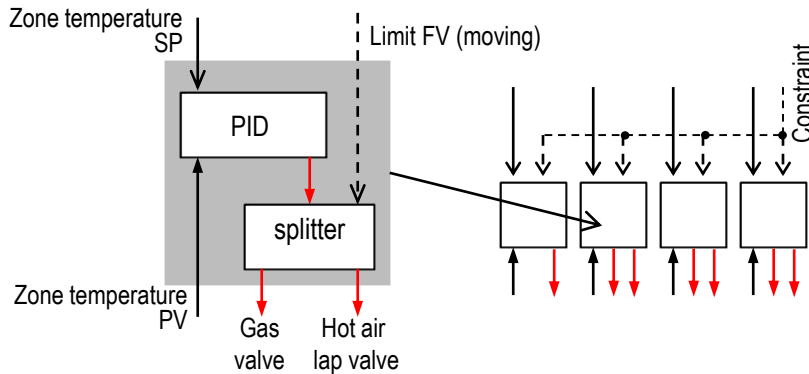 Zone temperature
SP
Limit FV (moving)
PID
splitter
Zone temperature
PV
Gas
valve
Hot air
lap valve
Constraint